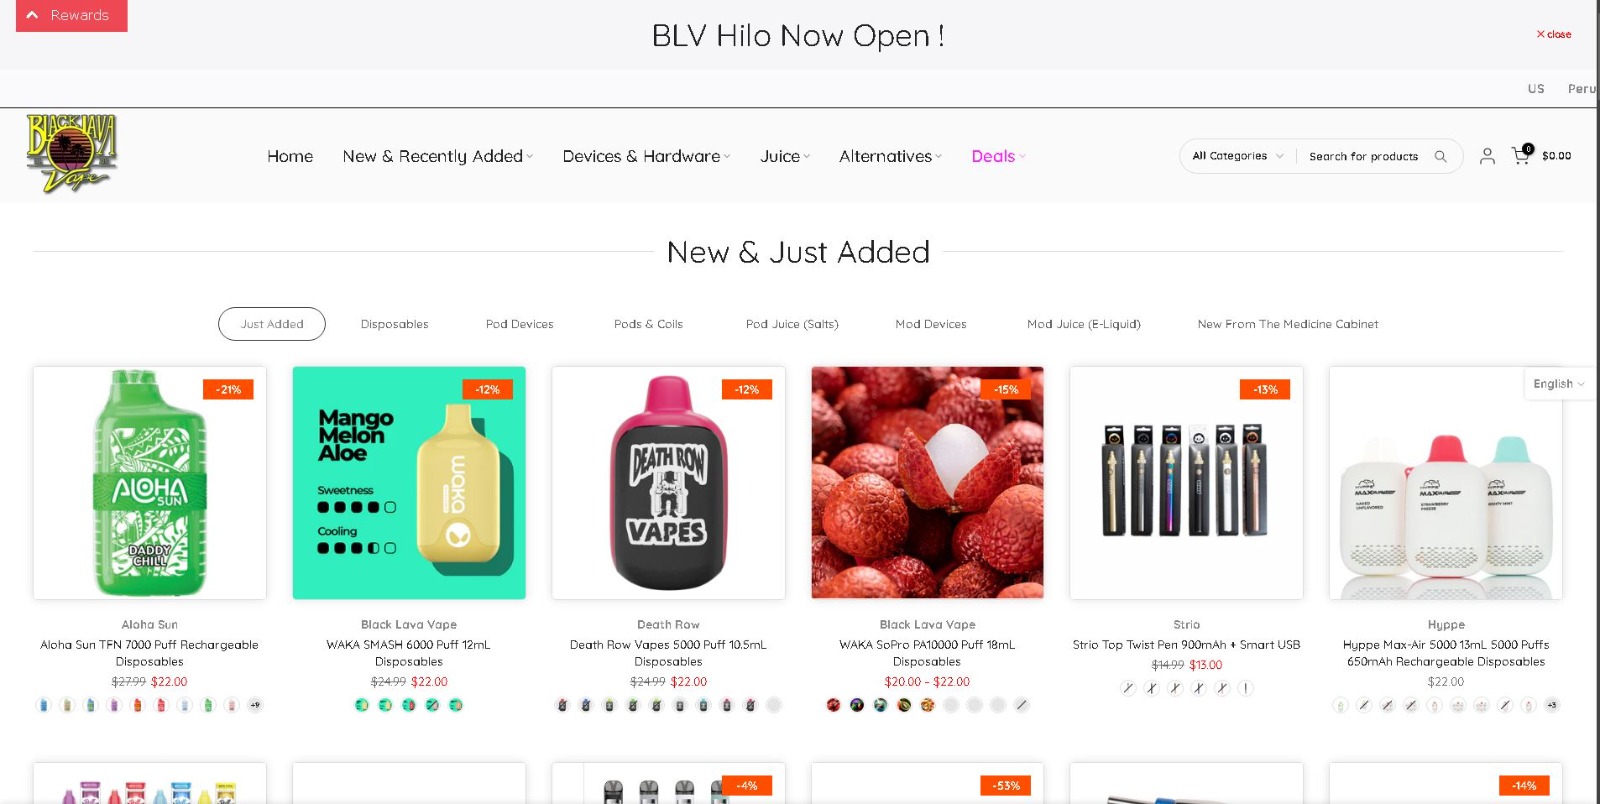 Rewards
BLV Hilo Now Open !
close
US Peru
BLACK LAVA
Vape
Home New & Recently Added Devices & Hardware Juice Alternatives Deals
All Categories Search for products 0 $0.00
New & Just Added
Just Added Disposables Pod Devices Pods & Coils Pod Juice (Salts) Mod Devices Mod Juice (E-Liquid) New From The Medicine Cabinet
English
-21%
ALOHA
SUN
DADDY
CHILL
Aloha Sun
Aloha Sun TFN 7000 Puff Rechargeable
Disposables
$27.99 $22.00
+9
-12%
Mango
Melon
Aloe
Sweetness
Cooling
waka
Black Lava Vape
WAKA SMASH 6000 Puff 12mL
Disposables
$24.99 $22.00
-12%
DEATH ROW
VAPES
Death Row
Death Row Vapes 5000 Puff 10.5mL
Disposables
$24.99 $22.00
-15%
Black Lava Vape
WAKA SoPro PA10000 Puff 18mL
Disposables
$20.00 - $22.00
-13%
Strio
Strio Top Twist Pen 900mAh + Smart USB
$14.99 $13.00
Hyppe
Hyppe Max-Air 5000 13mL 5000 Puffs
650mAh Rechargeable Disposables
$22.00
+3
-4%
-53%
-14%